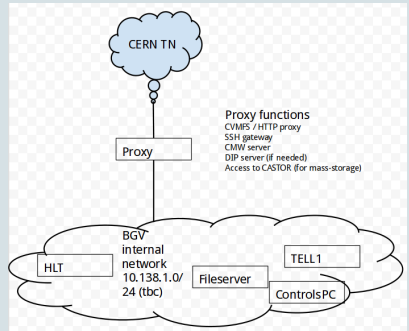 CERN TN
Proxy functions
CVMFS / HTTP proxy
SSH gateway
CMW server
DIP server (if needed)
Access to CASTOR (for mass-storage)
Proxy
BGV
internal
network
10.138.1.0/
24 (tbc)
HLT
TELL1
Fileserver
ControlsPC